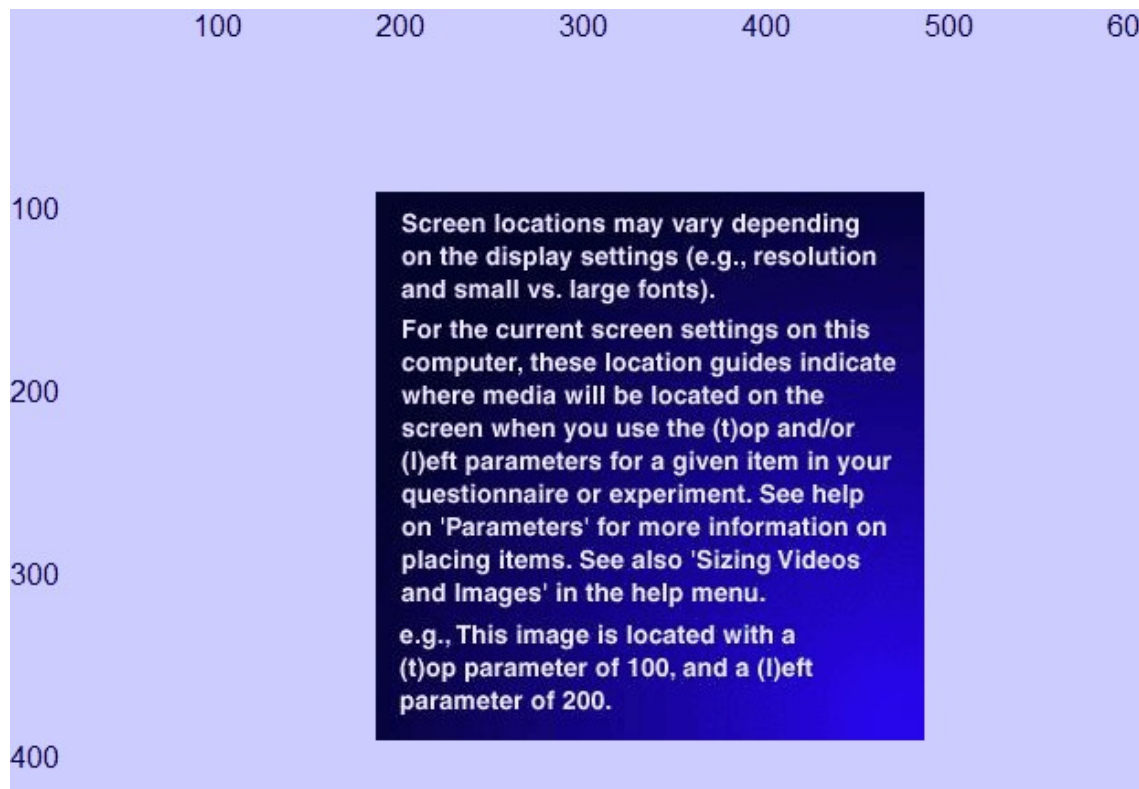 100 200 300 400 500 60
100
Screen locations may vary depending
on the display settings (e.g., resolution
and small vs. large fonts).
For the current screen settings on this
computer, these location guides indicate
200
where media will be located on the
screen when you use the (t)op and/or
(l)eft parameters for a given item in your
questionnaire or experiment. See help
on 'Parameters' for more information on
placing items. See also 'Sizing Videos
300
and Images' in the help menu.
e.g., This image is located with a
(t)op parameter of 100, and a (l)eft
parameter of 200.
400